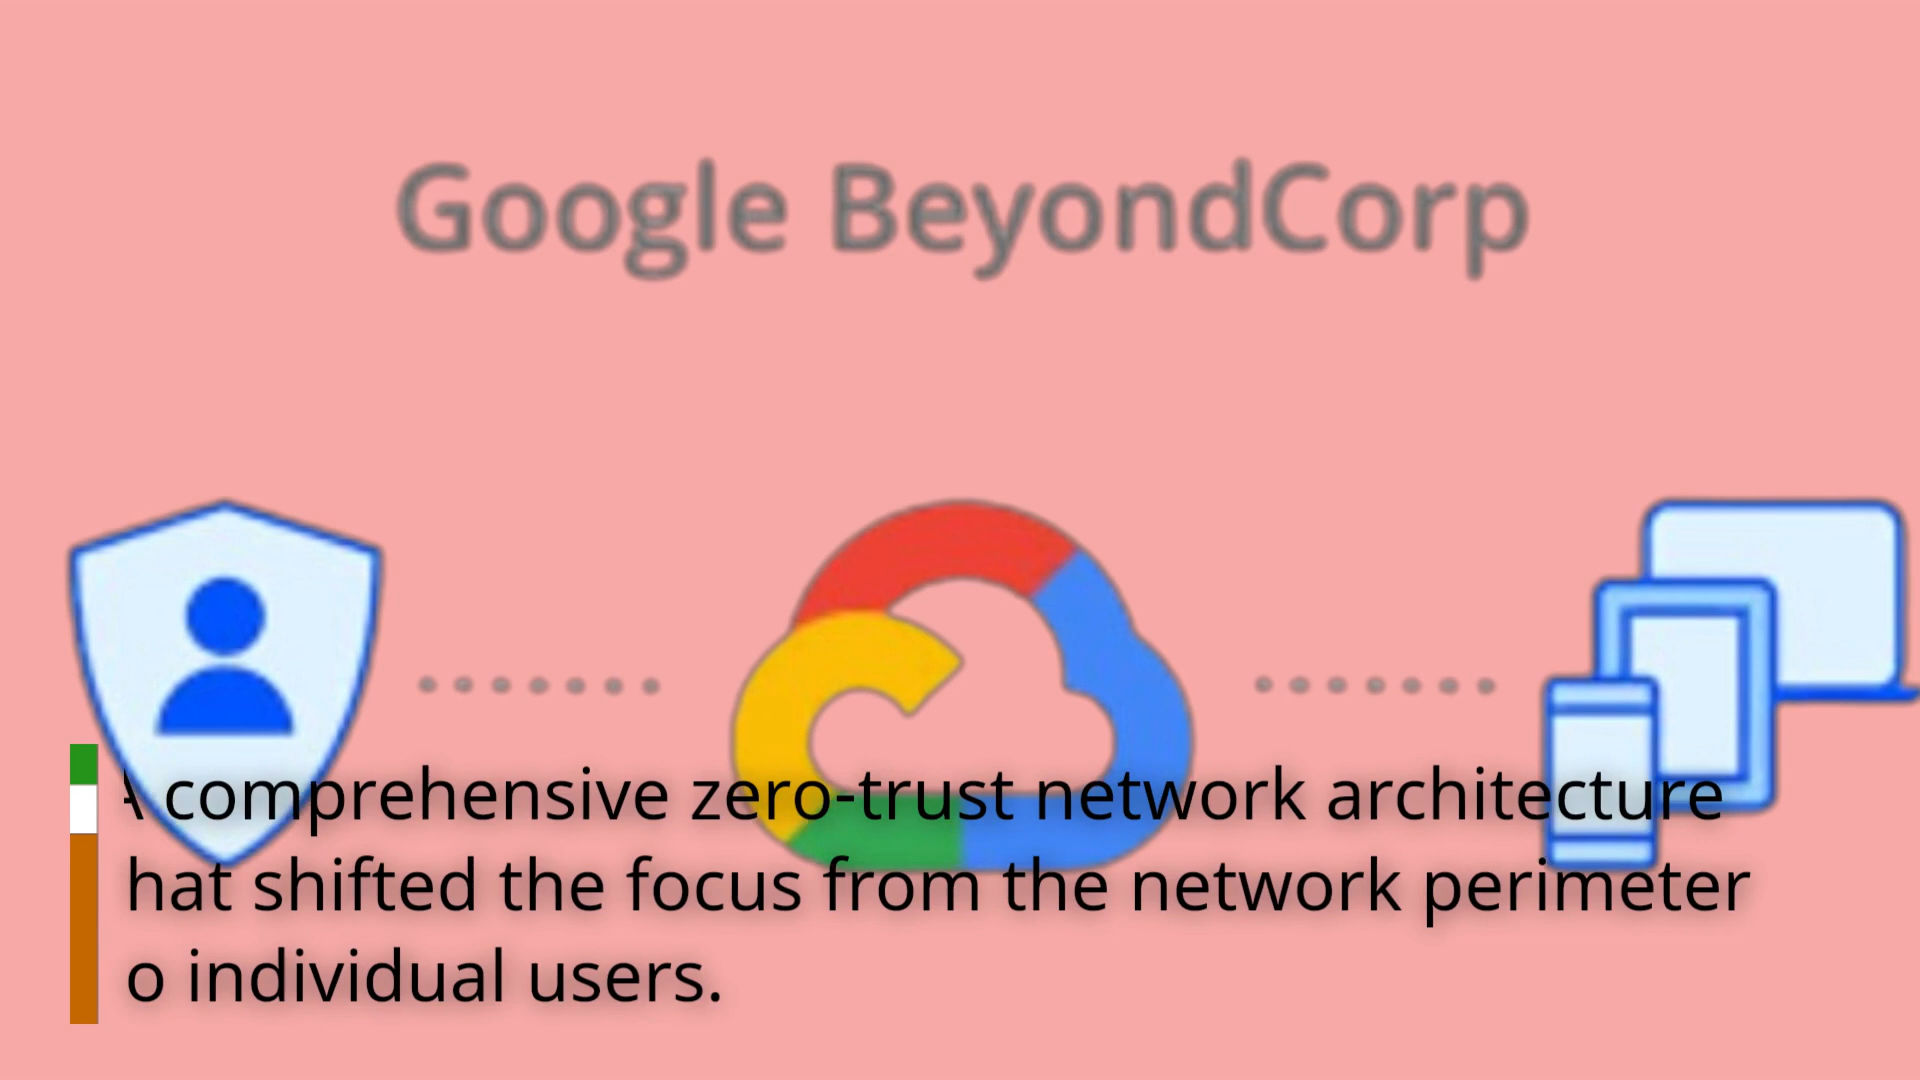 Google BeyondCorp
comprehensive zero-trust network architecture
hat shifted the focus from the network perimeter
o individual users.